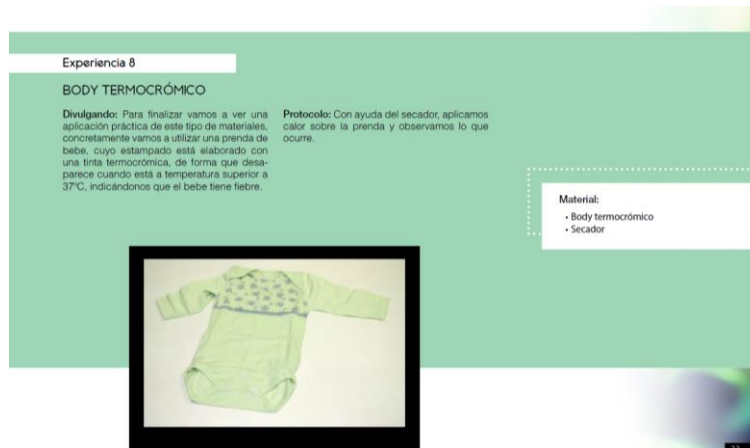 Experiencia 8
BODY TERMOCRÓMICO
Divulgando: Para finalizar vamos a ver una
aplicación práctica de este tipo de materiales,
concretamente vamos a utilizar una prenda de
bebe, cuyo estampado está elaborado con
una tinta termocrómica, de forma que desa-
parece cuando está a temperatura superior a
37ºC, indicándonos que el bebe tiene fiebre.
Protocolo: Con ayuda del secador, aplicamos
calor sobre la prenda y observamos lo que
ocurre.
Material:
• Body termocrómico
• Secador